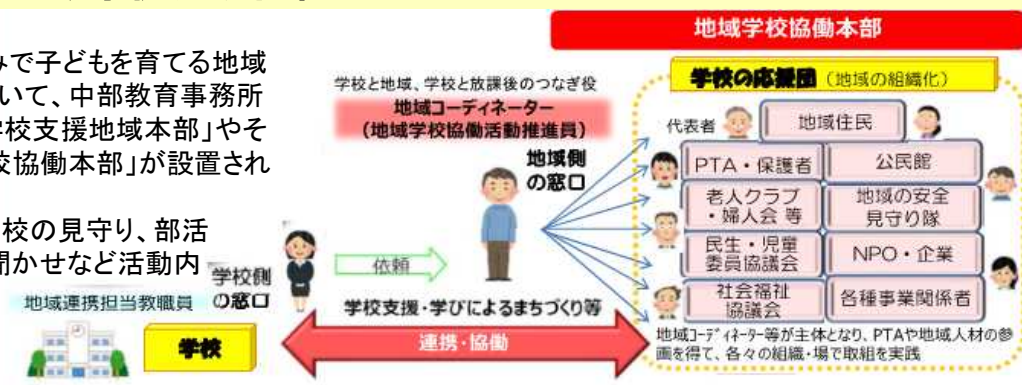 地域学校協働本部
みで子どもを育てる地域
いて、中部教育事務所
学校支援地域本部」やそ
校協働本部」が設置され
校の見守り、部活
聞かせなど活動内
学校と地域、学校と放課後のつなぎ役
地域コーディネーター
(地域学校協働活動推進員)
地域側
の窓口
学校の応援団(地域の組織化)
代表者
地域住民
PTA・保護者
公民館
老人クラブ
・婦人会 等
地域の安全
見守り隊
民生・児童
委員協議会
NPO・企業
社会福祉
協議会
各種事業関係者
地域コーディネーター等が主体となり、PTAや地域人材の参
画を得て、各々の組織・場で取組を実践
学校側
の窓口
地域連携担当教職員
学校
依頼
学校支援・学びによるまちづくり等
連携・協働